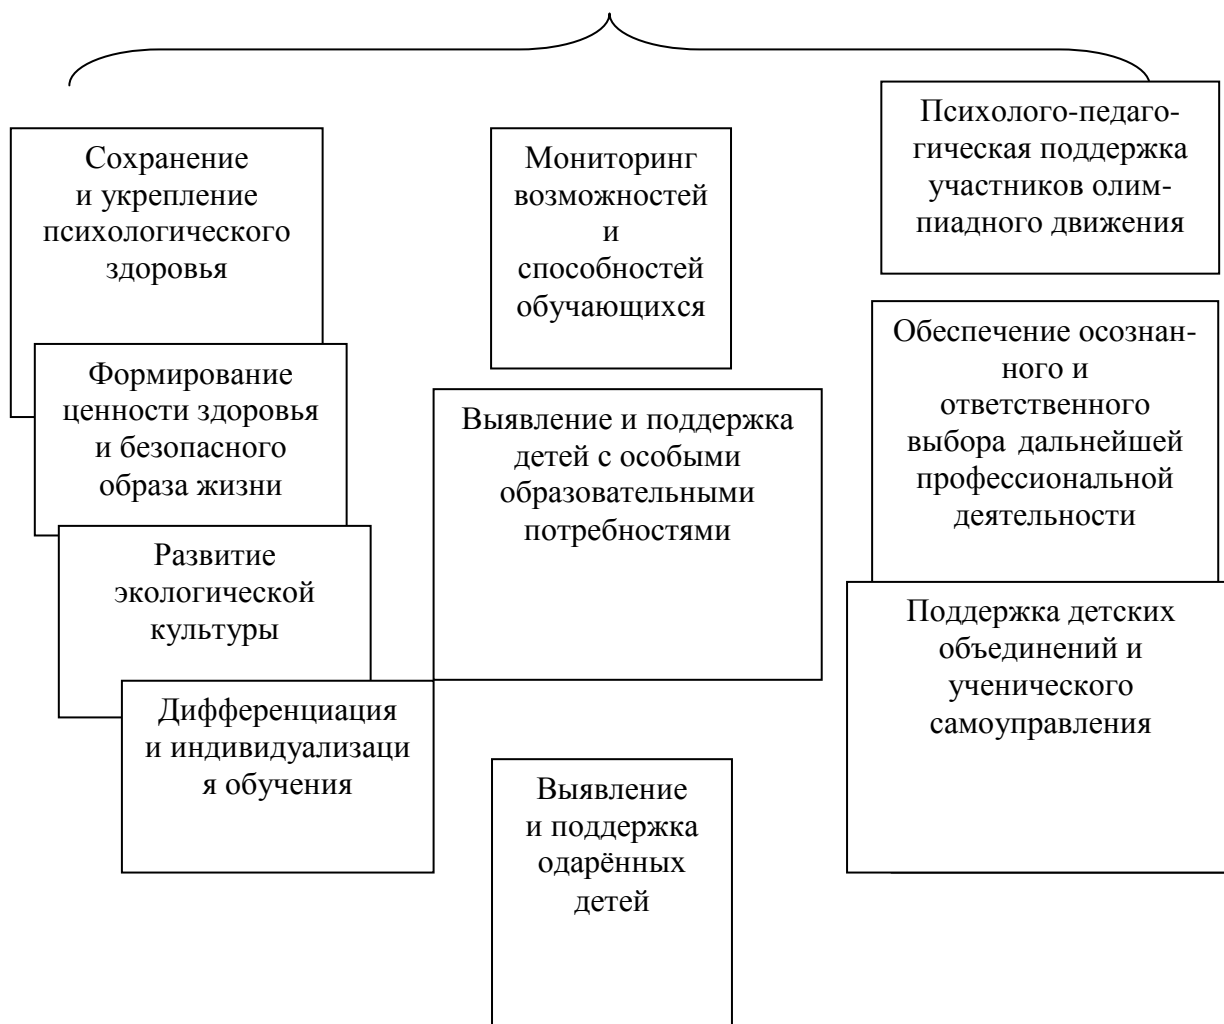 Сохранение
и укрепление
психологического
здоровья
Формирование
ценности здоровья
и безопасного
образа жизни
Развитие
экологической
культуры
Дифференциация
и индивидуализаци
я обучения
Мониторинг
возможностей
и
способностей
обучающихся
Выявление и поддержка
детей с особыми
образовательными
потребностями
Выявление
и поддержка
одарённых
детей
Психолого-педаго-
гическая поддержка
участников олим-
пиадного движения
Обеспечение осознан-
ного и
ответственного
выбора дальнейшей
профессиональной
деятельности
Поддержка детских
объединений и
ученического
самоуправления